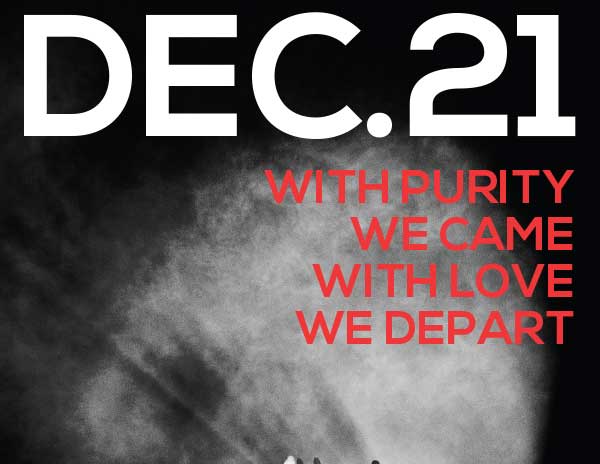 DEC.21
WITH PURITY
WE CAME
WITH LOVE
WE DEPART